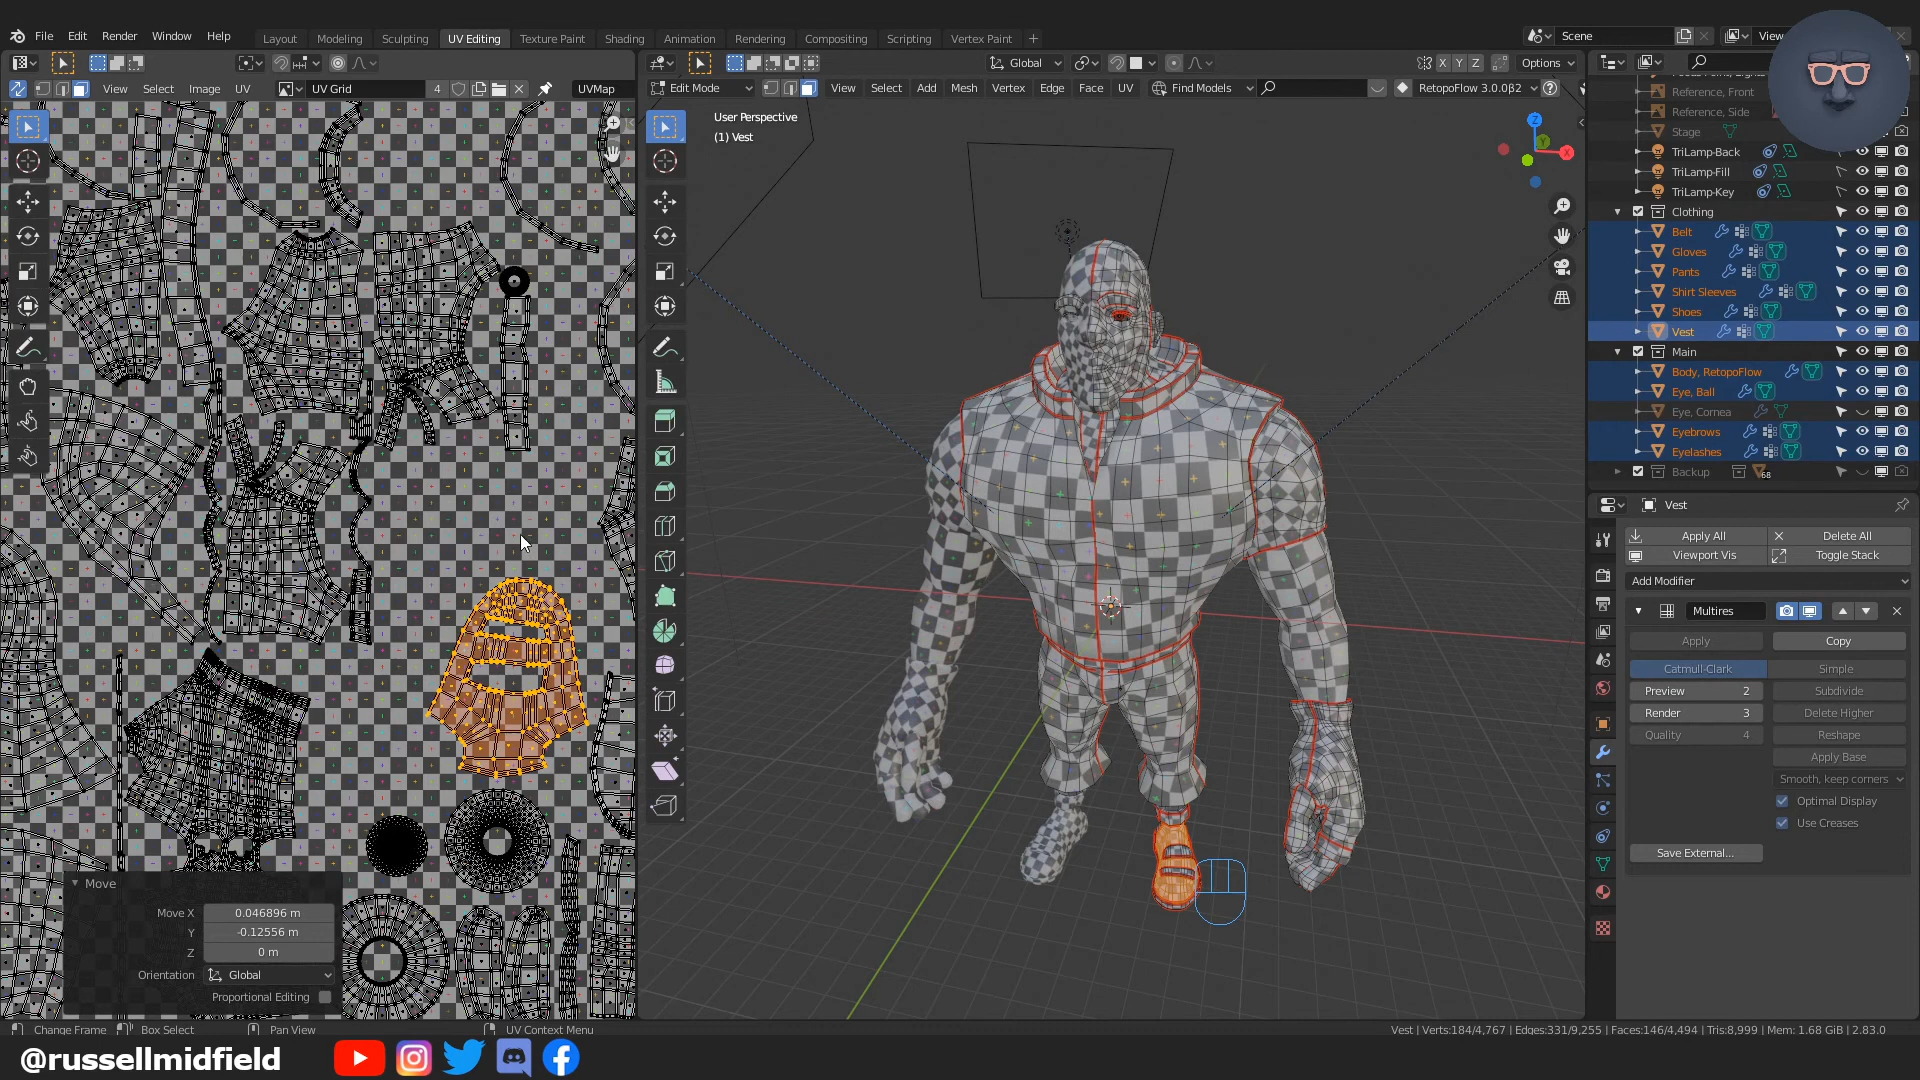 File Edit Render Window Help Layout Modeling Sculpting UV Editing Texture Paint Shading Animation Rendering Compositing Scripting Vertex Paint + Scene View
Global X Y Z Options
View Select Image UV UV Grid 4 UVMap Edit Mode View Select Add Mesh Vertex Edge Face UV Find Models RetopoFlow 3.0.0β2
User Perspective
(1) Vest
Z
Y
X
Reference, Front
Reference, Side
Stage
TriLamp-Back
TriLamp-Fill
TriLamp-Key
Clothing
Belt
Gloves
Pants
Shirt Sleeves
Shoes
Vest
Main
Body, RetopoFlow
Eye, Ball
Eye, Cornea
Eyebrows
Eyelashes
Backup 68
Vest
Apply All Delete All
Viewport Vis Toggle Stack
Add Modifier
Multires
Apply Copy
Catmull-Clark Simple
Preview 2 Subdivide
Render 3 Delete Higher
Quality 4 Reshape
Apply Base
Smooth, keep corners
Optimal Display
Use Creases
Save External...
Move
Move X 0.046896 m
Y -0.12556 m
Z 0 m
Orientation Global
Proportional Editing
Change Frame Box Select Pan View UV Context Menu Vest | Verts:184/4,767 | Edges:331/9,255 | Faces:146/4,494 | Tris:8,999 | Mem: 1.68 GiB | 2.83.0
@russellmidfield